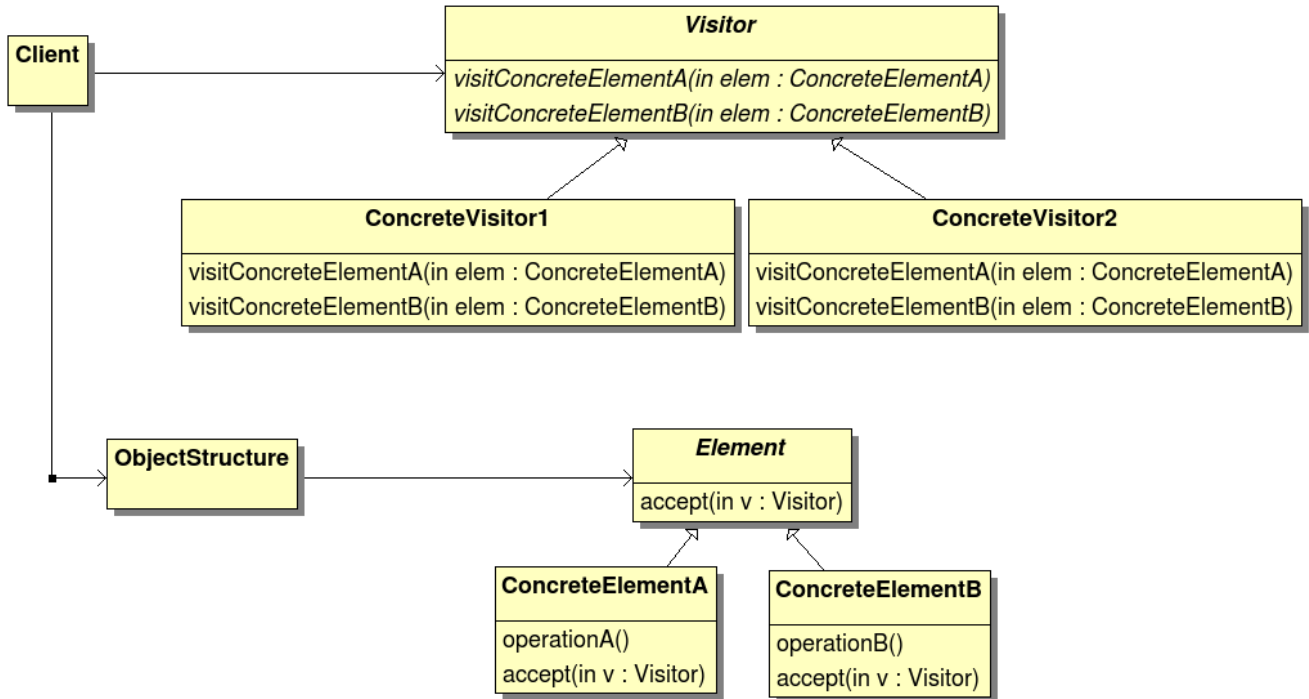 Client
Visitor
visitConcreteElementA(in elem : ConcreteElementA)
visitConcreteElementB(in elem : ConcreteElementB)
ConcreteVisitor1
visitConcreteElementA(in elem : ConcreteElementA)
visitConcreteElementB(in elem : ConcreteElementB)
ConcreteVisitor2
visitConcreteElementA(in elem : ConcreteElementA)
visitConcreteElementB(in elem : ConcreteElementB)
ObjectStructure
Element
accept(in v : Visitor)
ConcreteElementA
operationA()
accept(in v : Visitor)
ConcreteElementB
operationB()
accept(in v : Visitor)